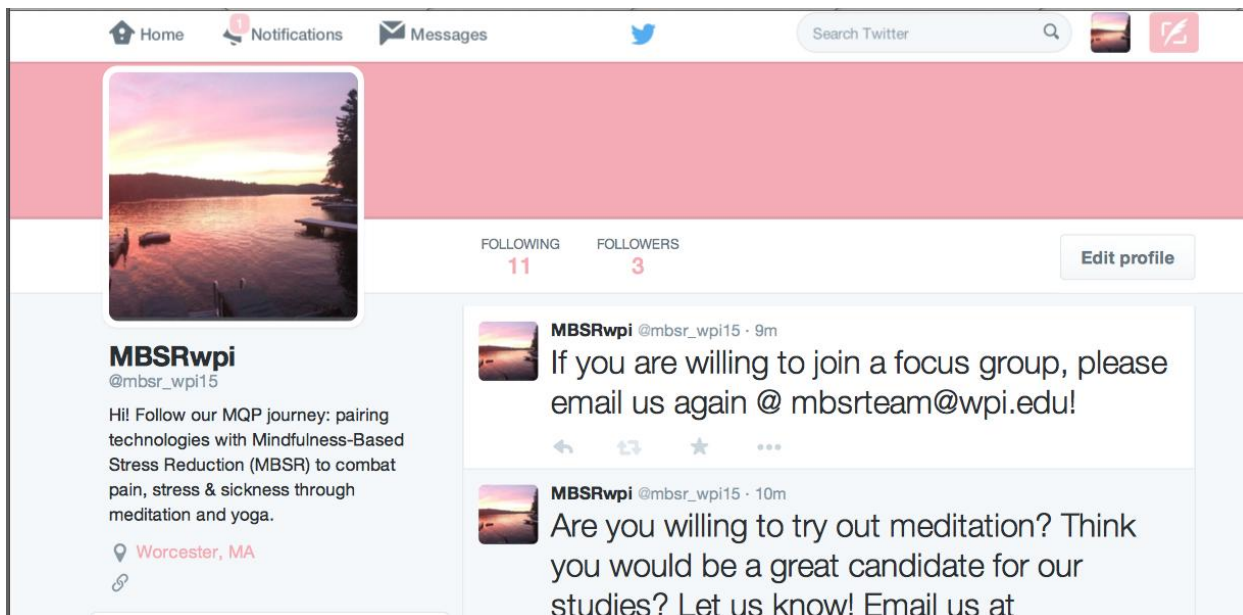 Home
1
Notifications
Messages
Search Twitter
FOLLOWING
FOLLOWERS
11
3
Edit profile
MBSRwpi
@mbsr_wpi15
Hi! Follow our MQP journey: pairing
technologies with Mindfulness-Based
Stress Reduction (MBSR) to combat
pain, stress & sickness through
meditation and yoga.
Worcester, MA
MBSRwpi @mbsr_wpi15 · 9m
If you are willing to join a focus group, please
email us again @ mbsrteam@wpi.edu!
MBSRwpi @mbsr_wpi15 · 10m
Are you willing to try out meditation? Think
you would be a great candidate for our
studies? Let us know! Email us at